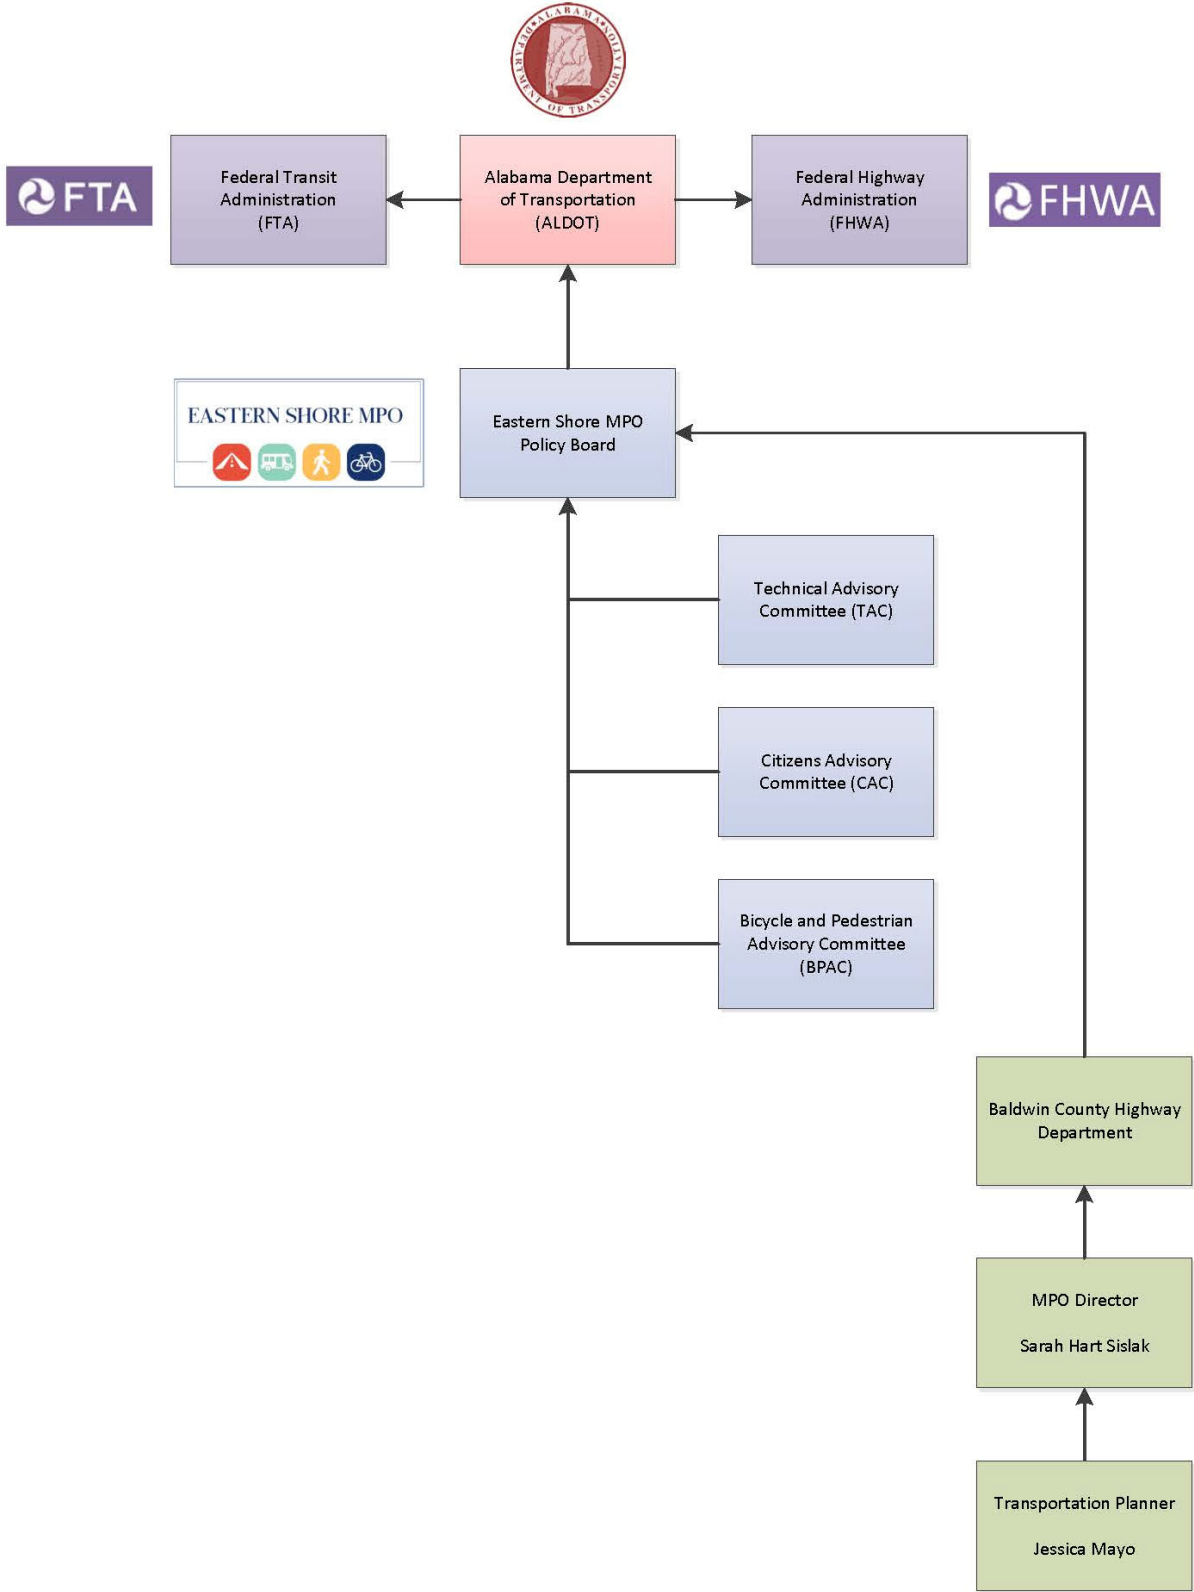 ALABAMA
DEPARTMENT OF TRANSPORTATION
FTA
Federal Transit
Administration
(FTA)
Alabama Department
of Transportation
(ALDOT)
Federal Highway
Administration
(FHWA)
FHWA
EASTERN SHORE MPO
Eastern Shore MPO
Policy Board
Technical Advisory
Committee (TAC)
Citizens Advisory
Committee (CAC)
Bicycle and Pedestrian
Advisory Committee
(BPAC)
Baldwin County Highway
Department
MPO Director
Sarah Hart Sislak
Transportation Planner
Jessica Mayo